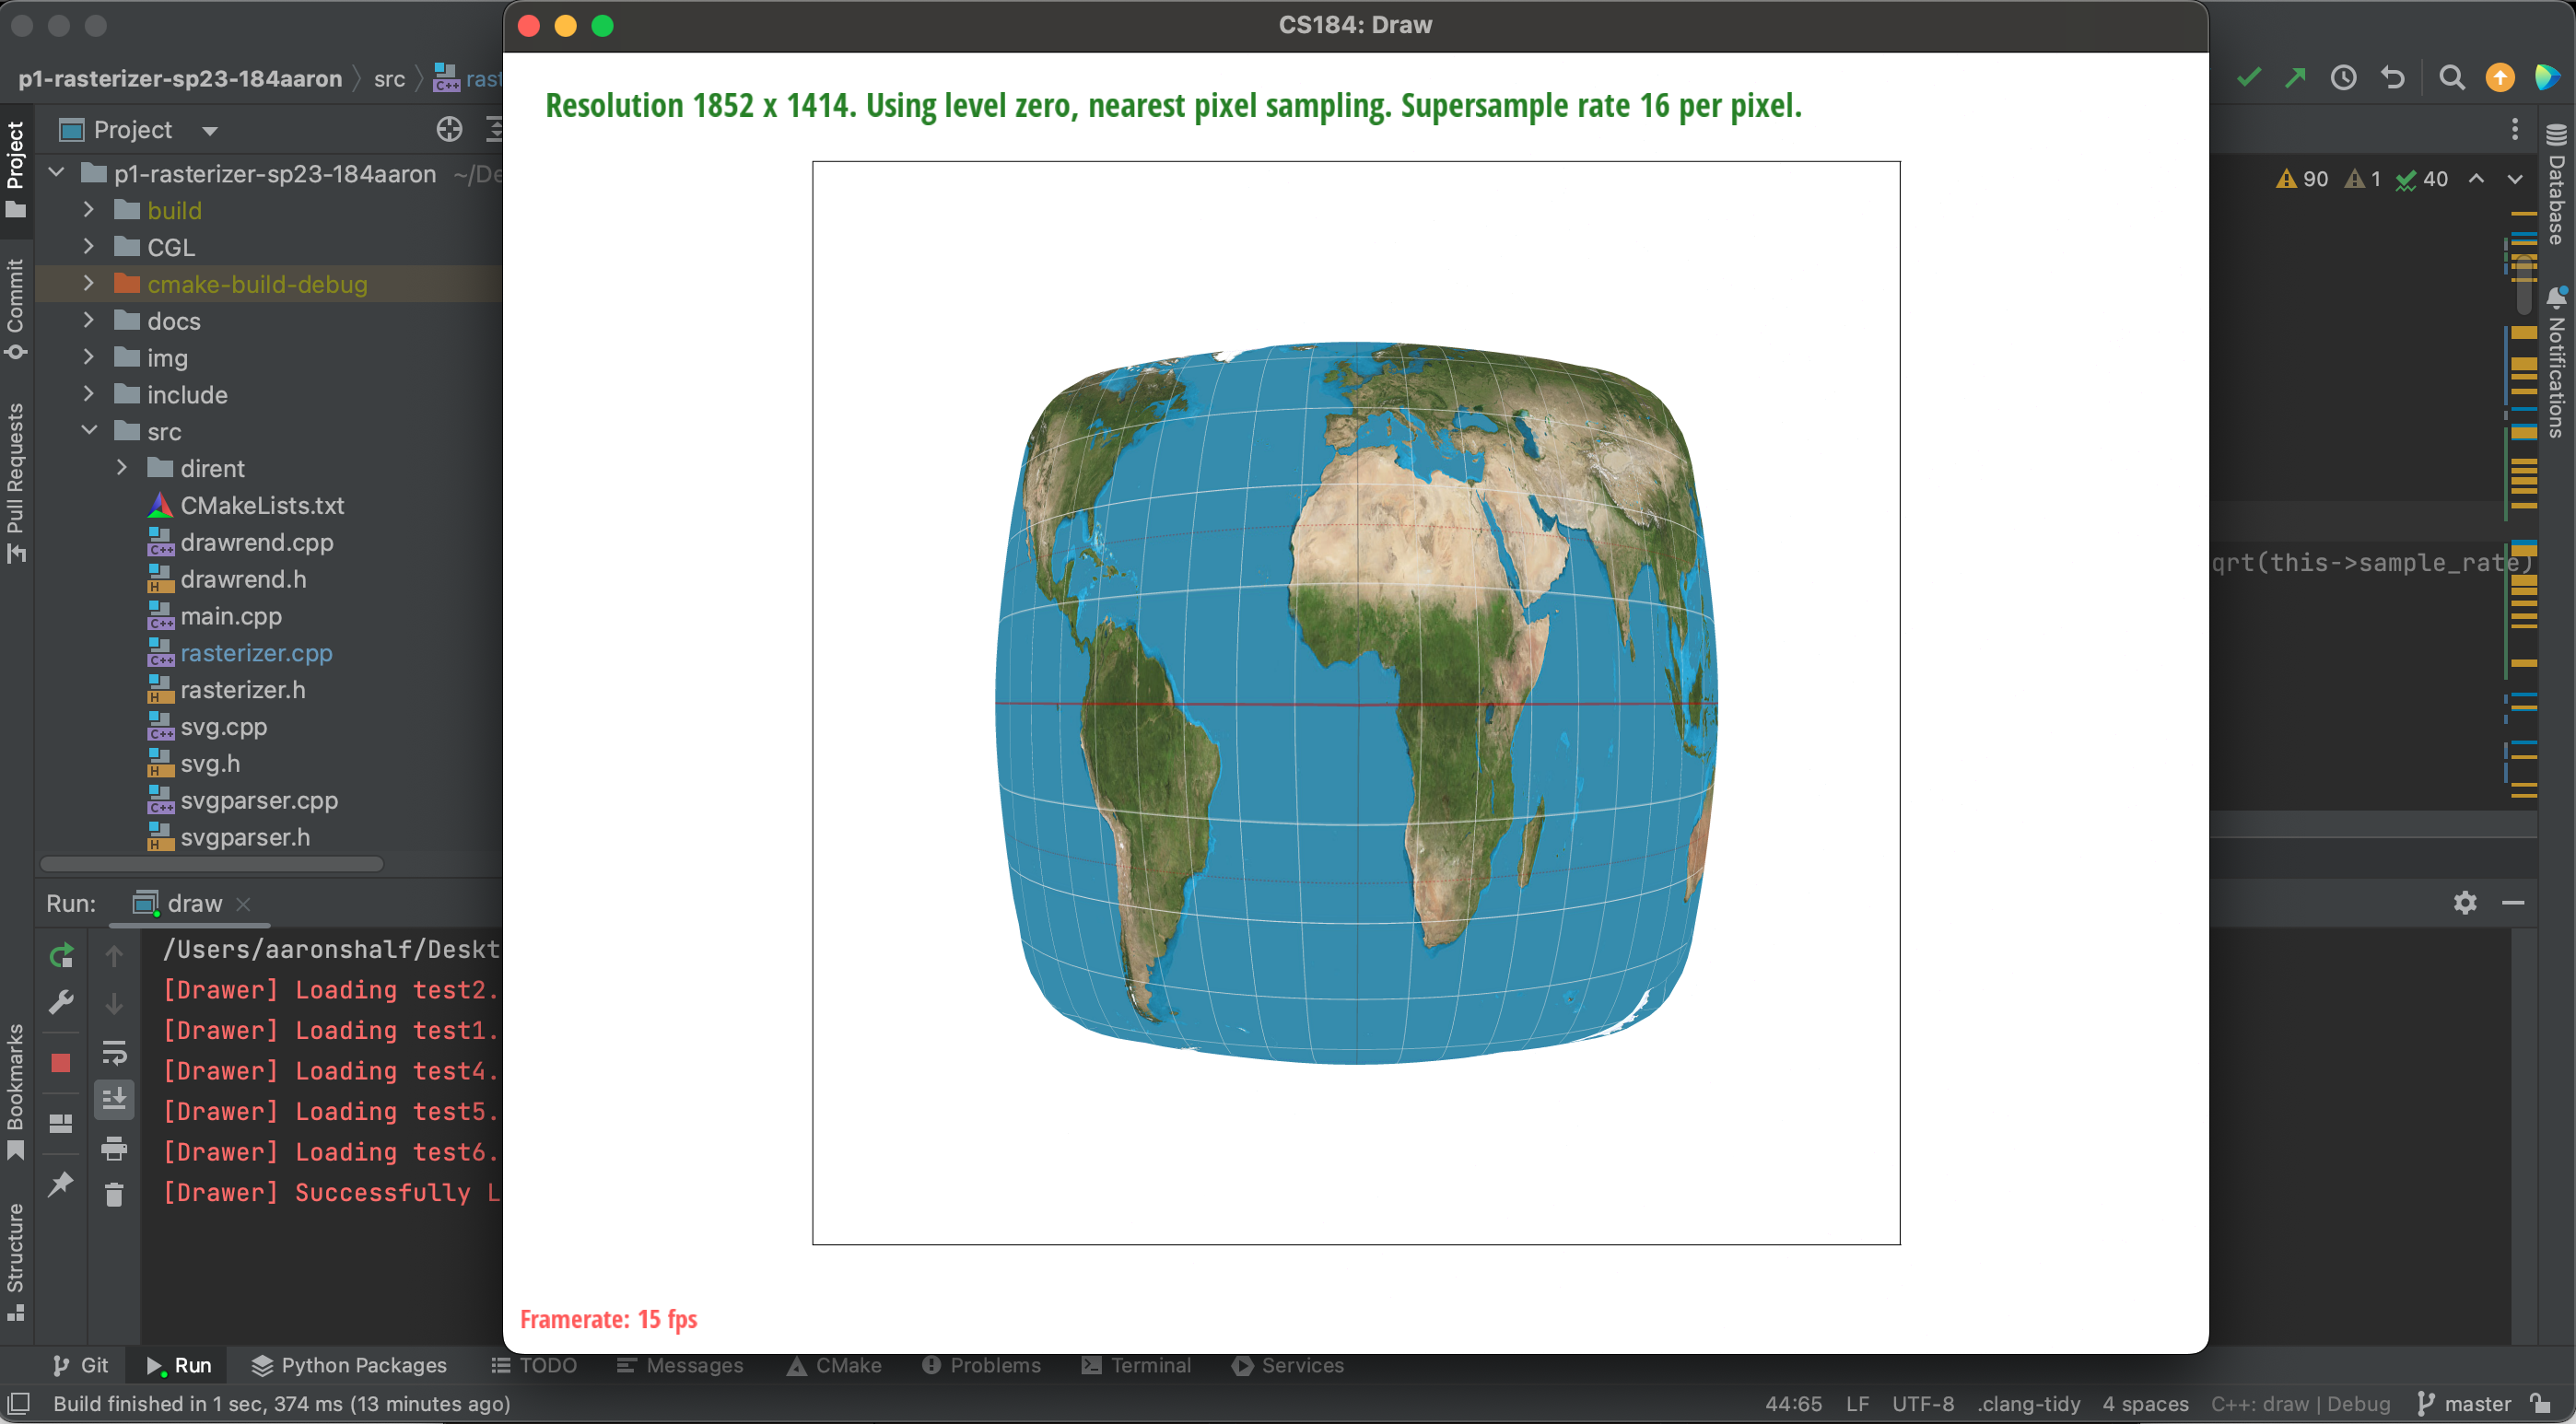 CS184: Draw
p1-rasterizer-sp23-184aaron
src
rast
Resolution 1852 x 1414. Using level zero, nearest pixel sampling. Supersample rate 16 per pixel.
Project
Project
p1-rasterizer-sp23-184aaron ~/De
build
CGL
cmake-build-debug
docs
img
include
src
dirent
CMakeLists.txt
drawrend.cpp
drawrend.h
main.cpp
rasterizer.cpp
rasterizer.h
svg.cpp
svg.h
svgparser.cpp
svgparser.h
Commit
Pull Requests
Bookmarks
Structure
90 1 40
Database
Notifications
qrt(this->sample_rate)
Run: draw
/Users/aaronshalf/Deskt
[Drawer] Loading test2.
[Drawer] Loading test1.
[Drawer] Loading test4.
[Drawer] Loading test5.
[Drawer] Loading test6.
[Drawer] Successfully L
Framerate: 15 fps
Git Run Python Packages TODO Messages CMake Problems Terminal Services
Build finished in 1 sec, 374 ms (13 minutes ago)
44:65 LF UTF-8 .clang-tidy 4 spaces C++: draw | Debug master